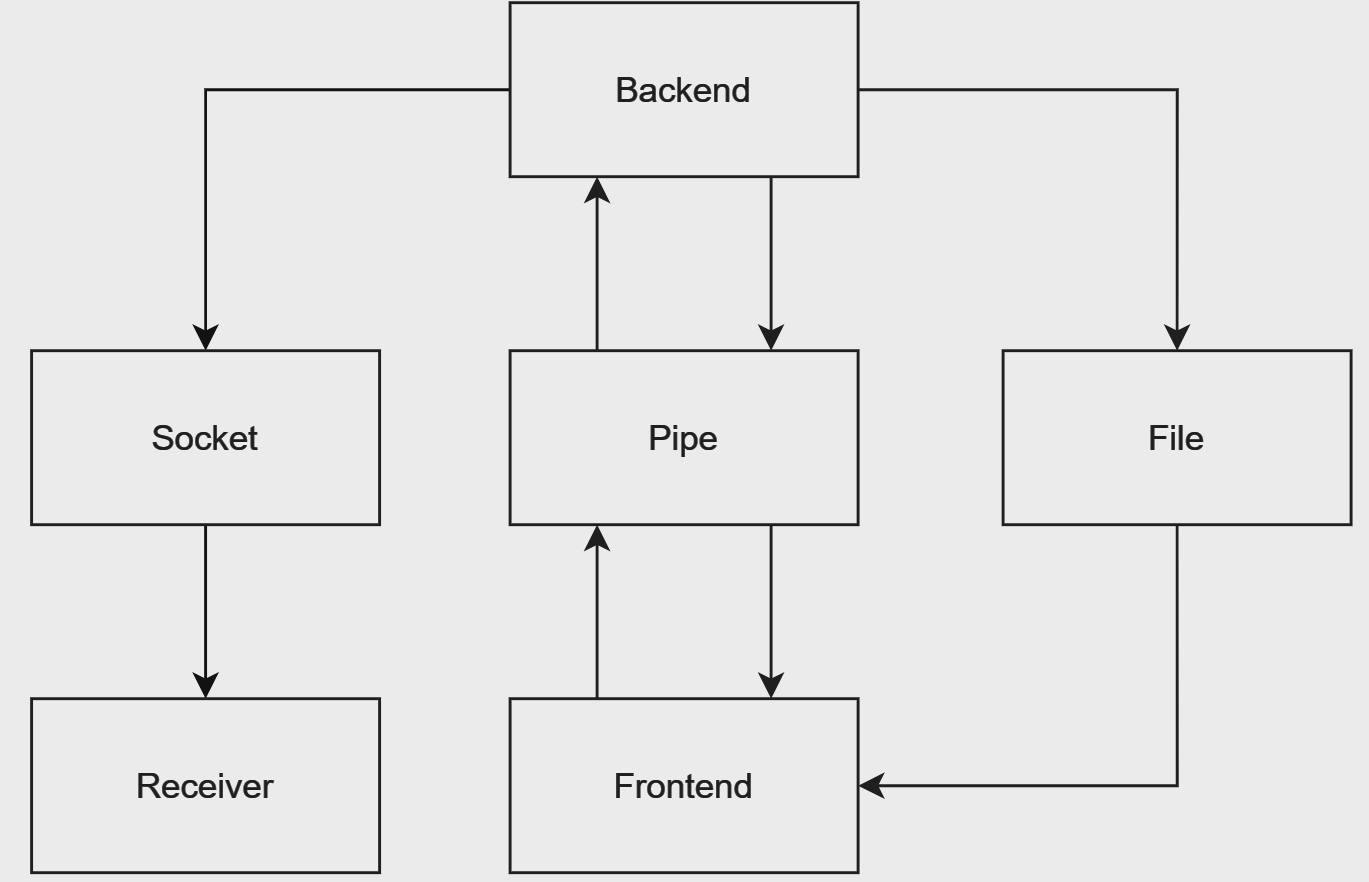 Backend
Socket
Pipe
File
Receiver
Frontend